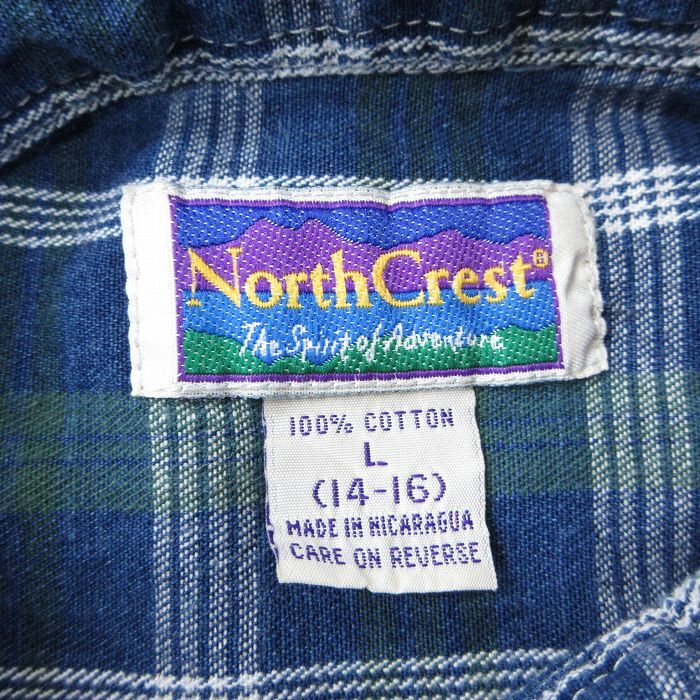 NorthCrest®
The Spirit of Adventure
100% COTTON
L
(14-16)
MADE IN NICARAGUA
CARE ON REVERSE